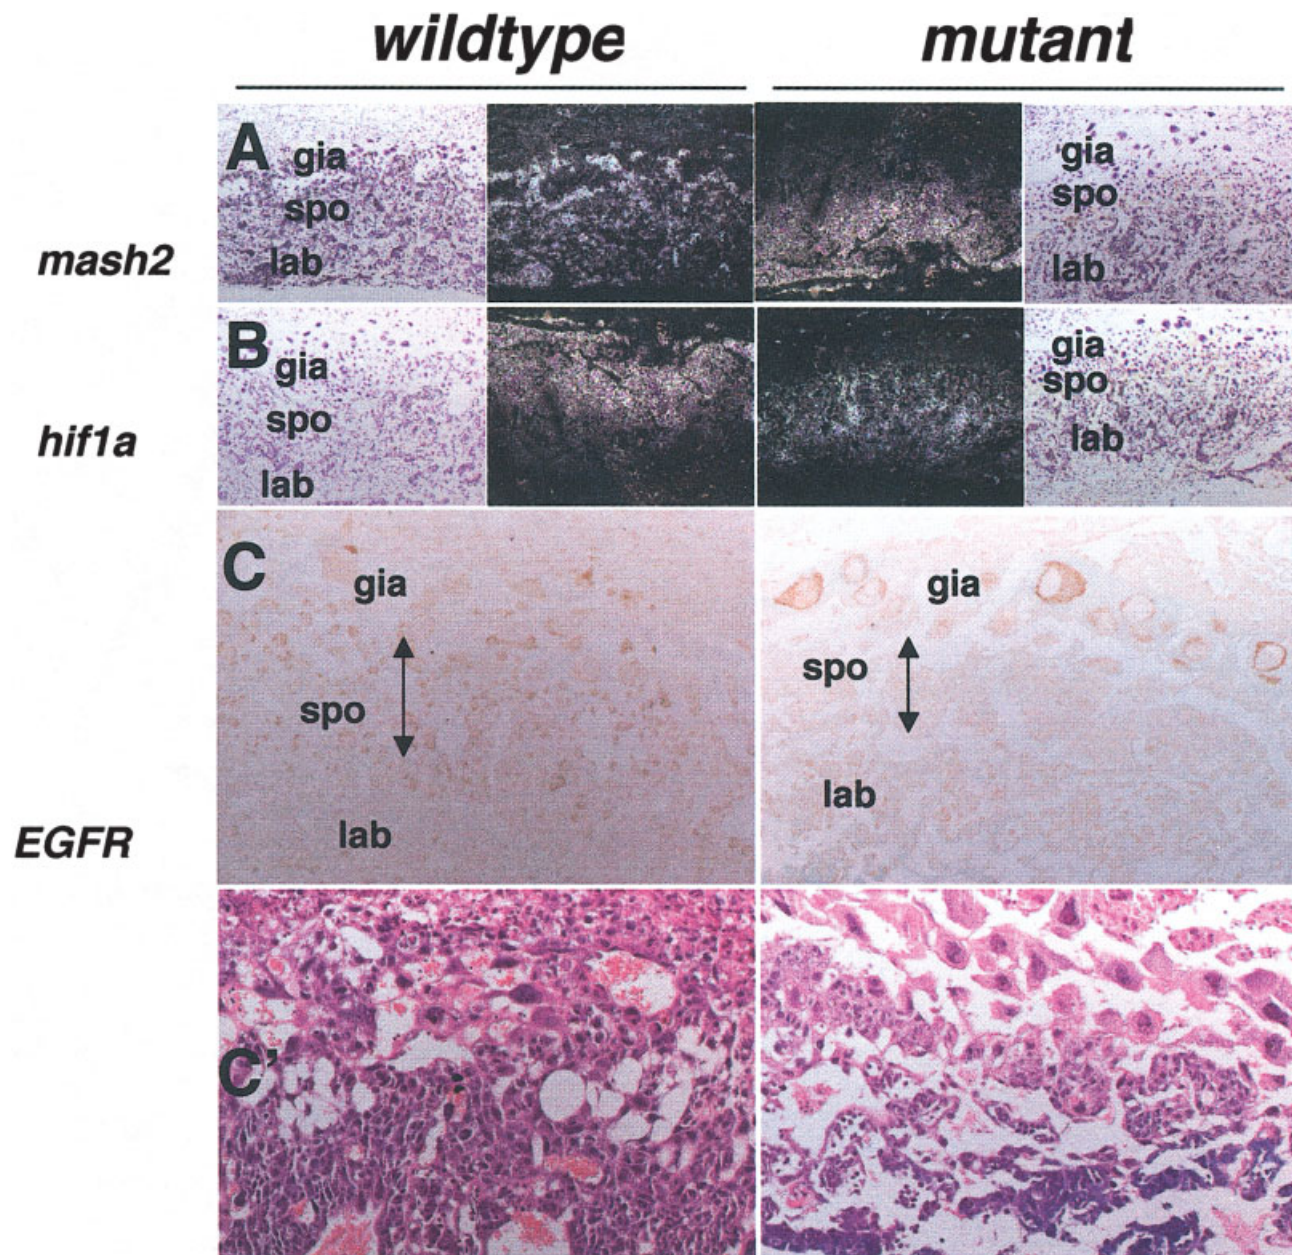 wildtype mutant
A gia gia
spo spo
mash2 lab lab
B gia gia
spo spo
hif1a lab lab
C gia gia
spo spo
lab lab
EGFR
C'